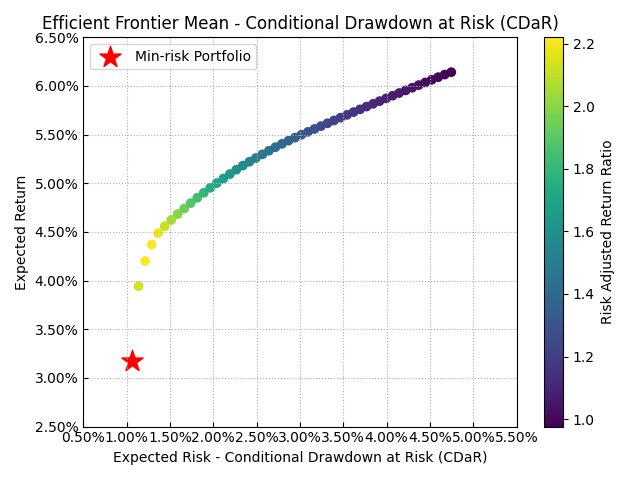 Efficient Frontier Mean - Conditional Drawdown at Risk (CDaR)
6.50%
6.00%
5.50%
5.00%
4.50%
4.00%
3.50%
3.00%
2.50%
Expected Return
Min-risk Portfolio
0.50% 1.00% 1.50% 2.00% 2.50% 3.00% 3.50% 4.00% 4.50% 5.00% 5.50%
Expected Risk - Conditional Drawdown at Risk (CDaR)
2.2
2.0
1.8
1.6
1.4
1.2
1.0
Risk Adjusted Return Ratio